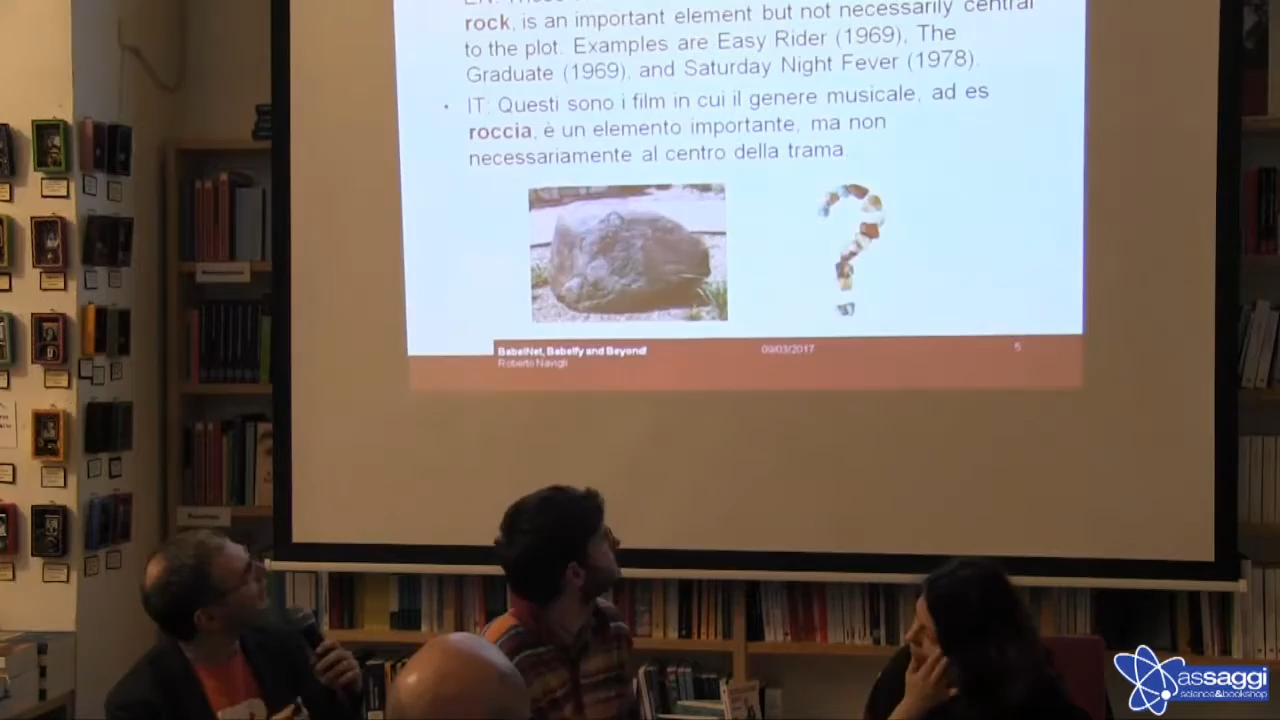 rock, is an important element but not necessarily central
to the plot. Examples are Easy Rider (1969), The
Graduate (1969), and Saturday Night Fever (1978).
• IT: Questi sono i film in cui il genere musicale, ad es
roccia, è un elemento importante, ma non
necessariamente al centro della trama.
BabelNet, Babelfy and Beyond!
Roberto Navigli
09/03/2017
5
assaggi
science&bookshop